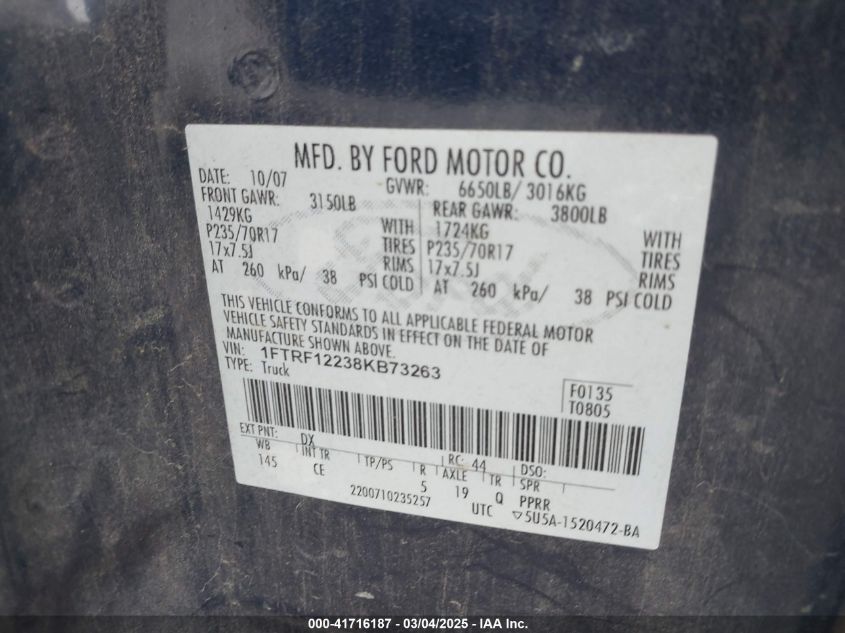 MFD. BY FORD MOTOR CO.
DATE: 10/07 GVWR: 6650LB/ 3016KG
FRONT GAWR: 3150LB REAR GAWR: 3800LB
1429KG WITH 1724KG WITH
P235/70R17 TIRES P235/70R17 TIRES
17x7.5J RIMS 17x7.5J RIMS
AT 260 kPa/ 38 PSI COLD AT 260 kPa/ 38 PSI COLD
THIS VEHICLE CONFORMS TO ALL APPLICABLE FEDERAL MOTOR
VEHICLE SAFETY STANDARDS IN EFFECT ON THE DATE OF
MANUFACTURE SHOWN ABOVE.
VIN: 1FTRF12238KB73263
TYPE: Truck
F0135
T0805
EXT PNT: DX RC: 44 DSO:
WB INT TR TP/PS R AXLE TR SPR
145 CE 5 19 Q PPRR
2200710235257 UTC ▽5U5A-1520472-BA
000-41716187 - 03/04/2025 - IAA Inc.